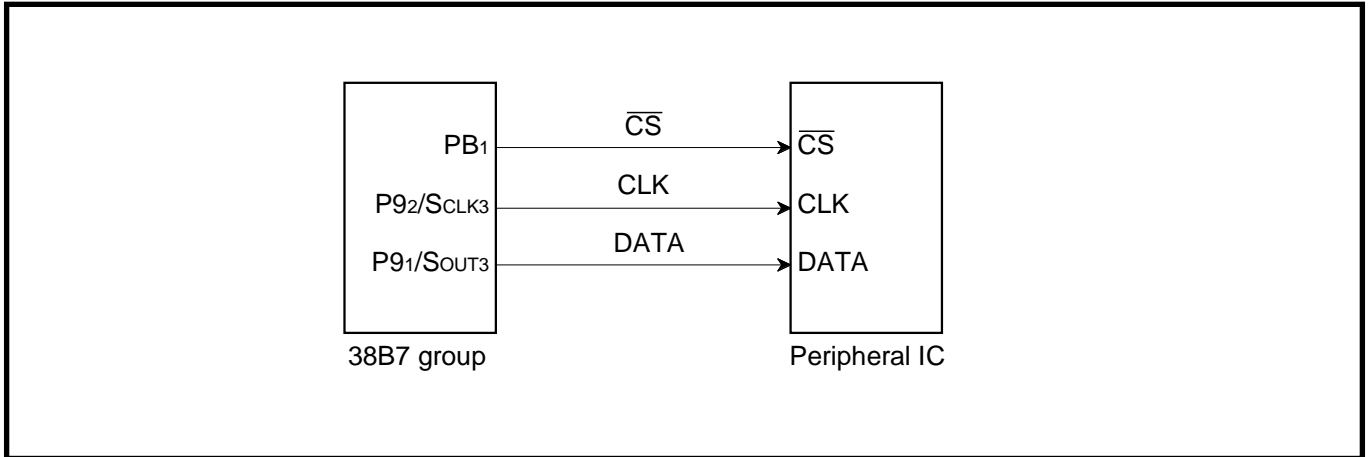 CS
PB1 CS
CLK
P92/SCLK3 CLK
DATA
P91/SOUT3 DATA
38B7 group Peripheral IC